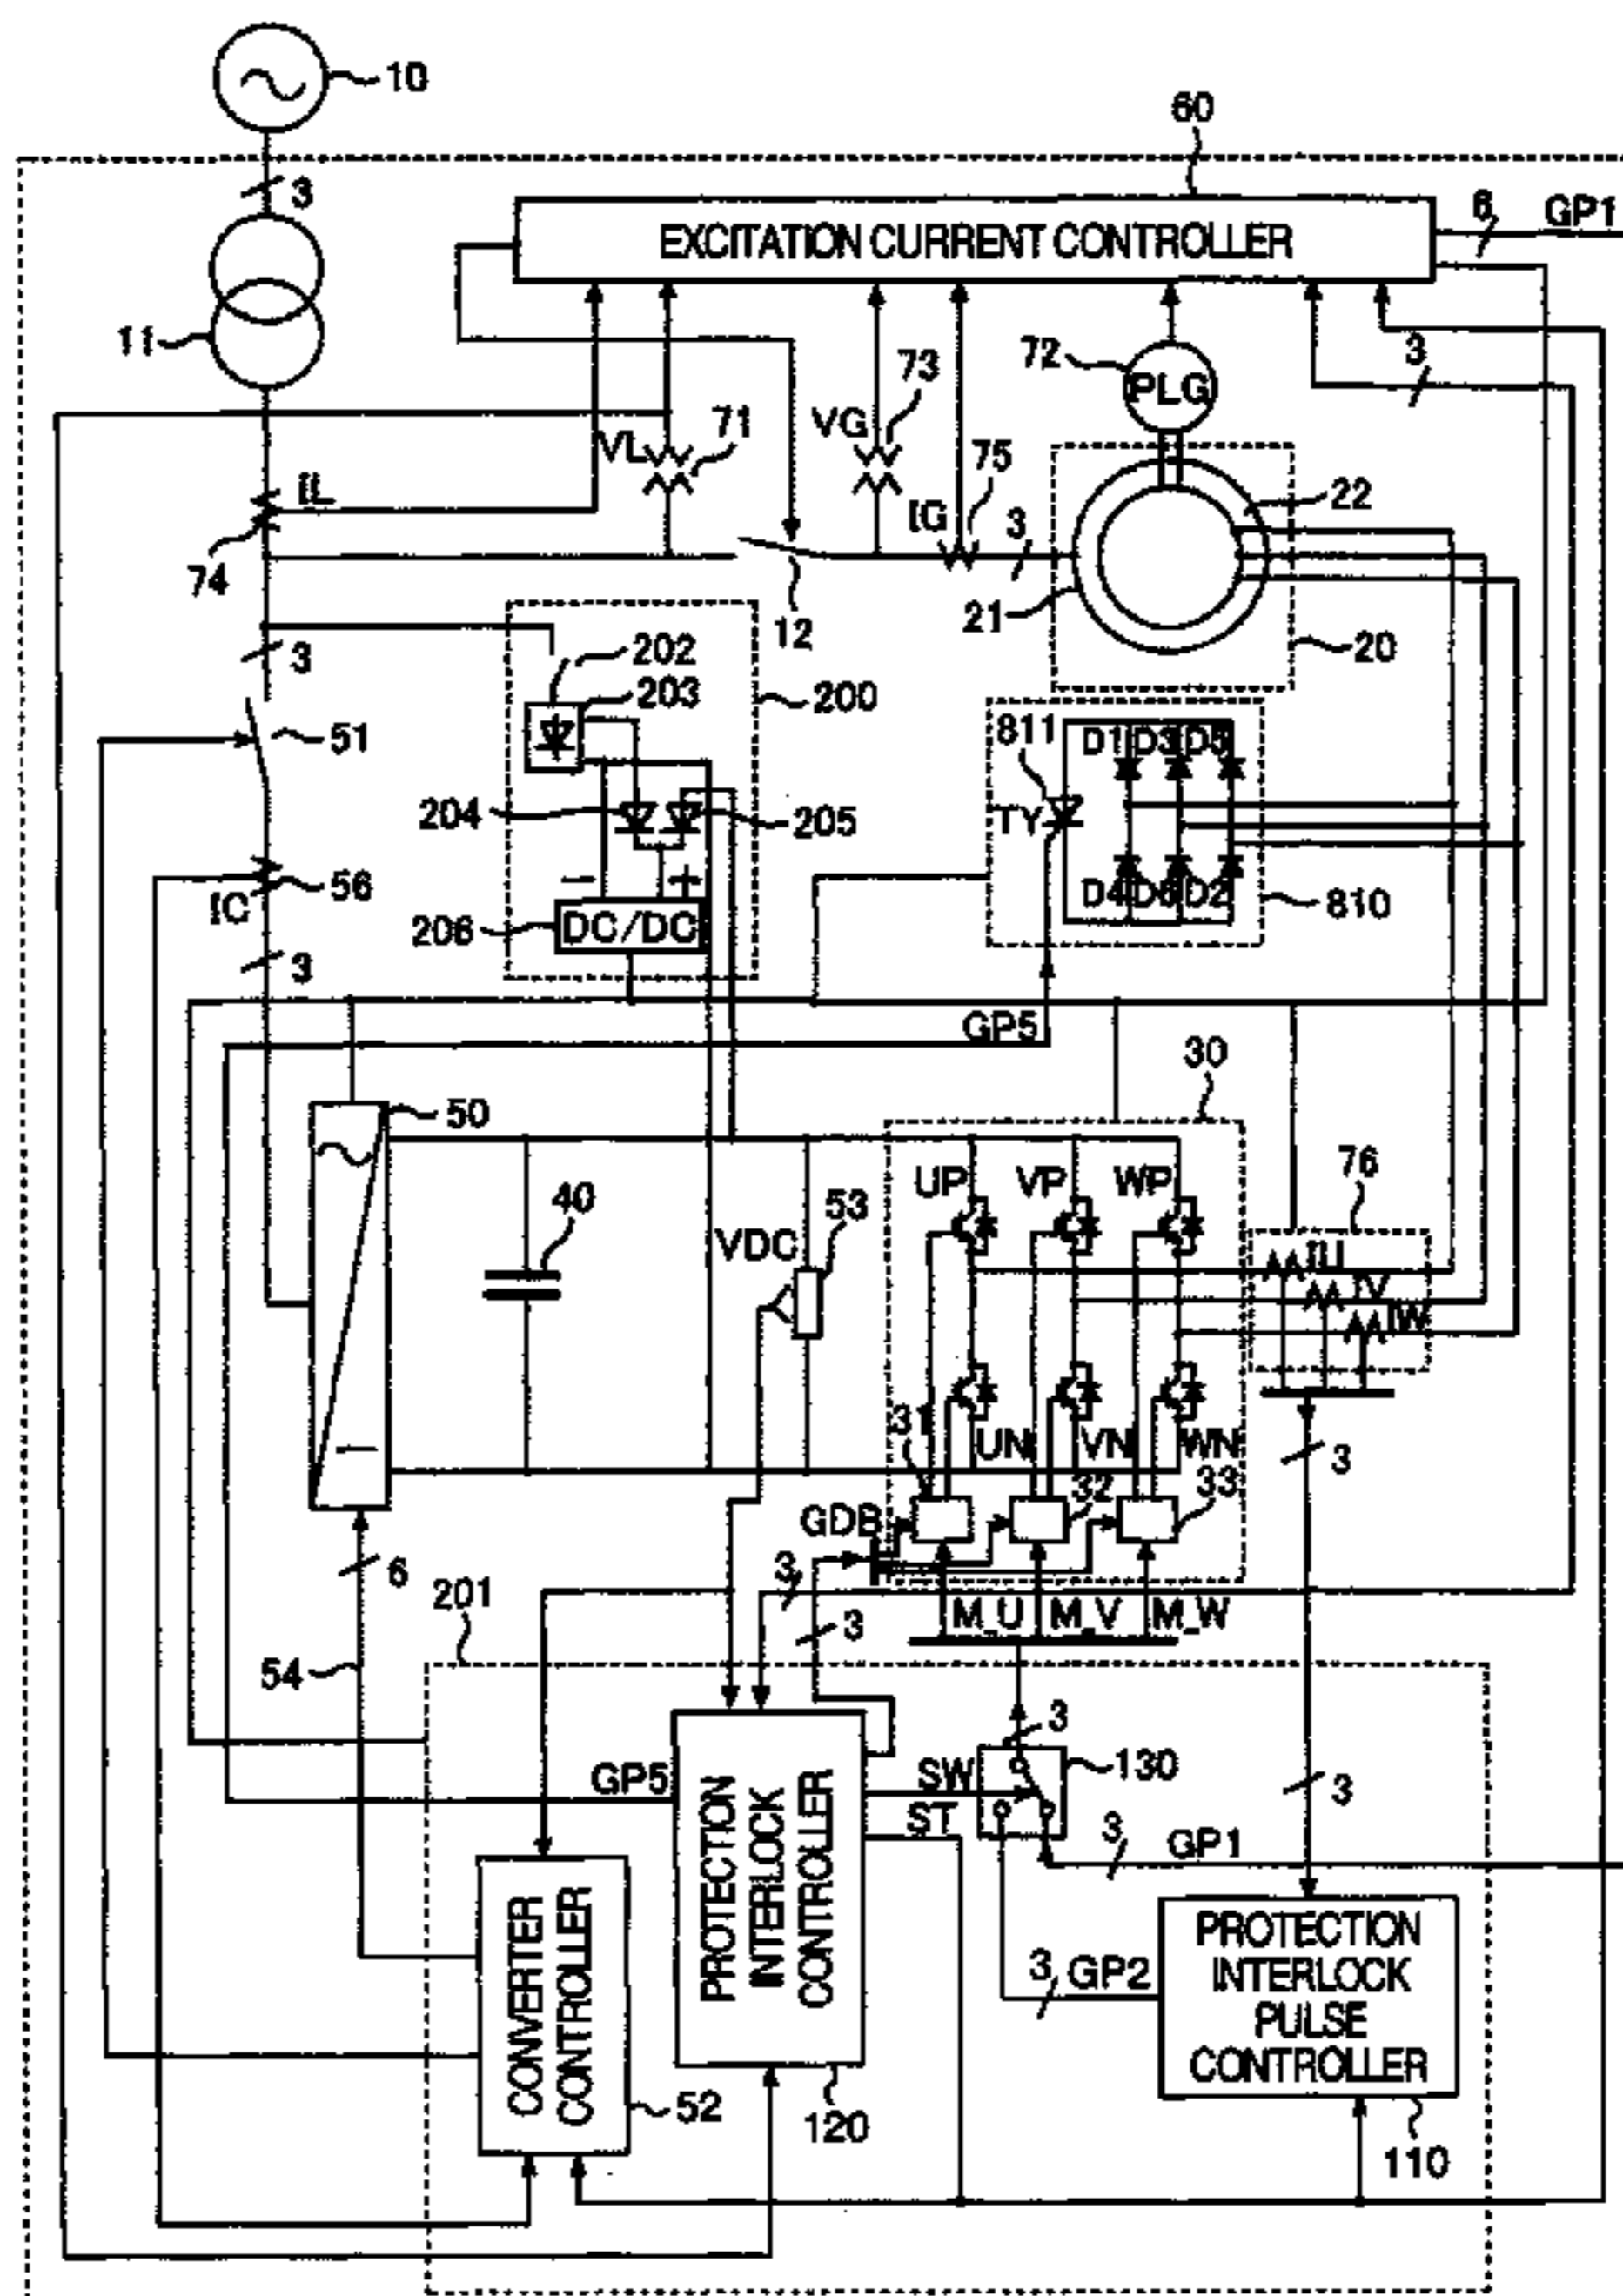 10
60
3
EXCITATION CURRENT CONTROLLER
6
GP1
11
72
PLG
3
73
VG
71
VL
75
IL
IG
3
22
74
21
12
20
3
202
203
200
51
811
D1
D3
D5
204
205
TY
56
IC
D4
D6
D2
810
206
DC/DC
−
+
3
GP5
30
50
76
UP
VP
WP
40
53
VDC
IU
IV
IW
31
UN
VN
WN
3
32
33
GDB
6
201
3
3
M_U
M_V
M_W
54
3
130
GP5
SW
ST
3
3
GP1
PROTECTION
INTERLOCK
CONTROLLER
CONVERTER
CONTROLLER
PROTECTION
INTERLOCK
PULSE
CONTROLLER
3
GP2
52
120
110